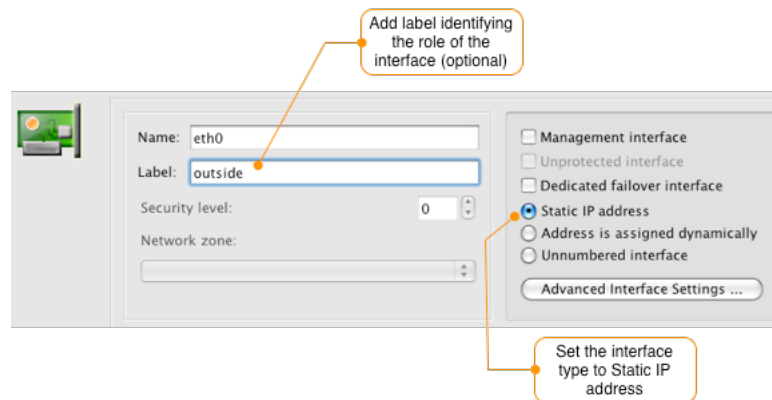 Add label identifying
the role of the
interface (optional)
Name: eth0
Label: outside
Security level: 0
Network zone:
Management interface
Unprotected interface
Dedicated failover interface
Static IP address
Address is assigned dynamically
Unnumbered interface
Advanced Interface Settings ...
Set the interface
type to Static IP
address